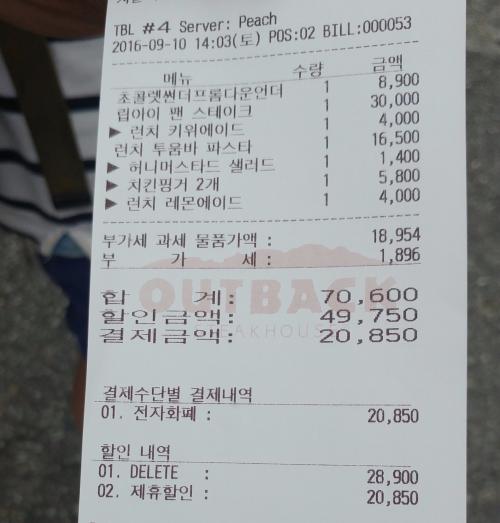 TBL #4 Server: Peach
2016-09-10 14:03(토) POS:02 BILL:000053
메뉴 수량 금액
초콜렛썬더프롬다운언더 1 8,900
립아이 팬 스테이크 1 30,000
▶ 런치 키위에이드 1 4,000
런치 투움바 파스타 1 16,500
▶ 허니머스타드 샐러드 1 1,400
▶ 치킨핑거 2개 1 5,800
▶ 런치 레몬에이드 1 4,000
부가세 과세 물품가액 : 18,954
부 가 세 : 1,896
OUTBACK
STEAKHOUSE
합 계: 70,600
할인금액: 49,750
결제금액: 20,850
결제수단별 결제내역
01. 전자화폐 : 20,850
할인 내역
01. DELETE : 28,900
02. 제휴할인 : 20,850